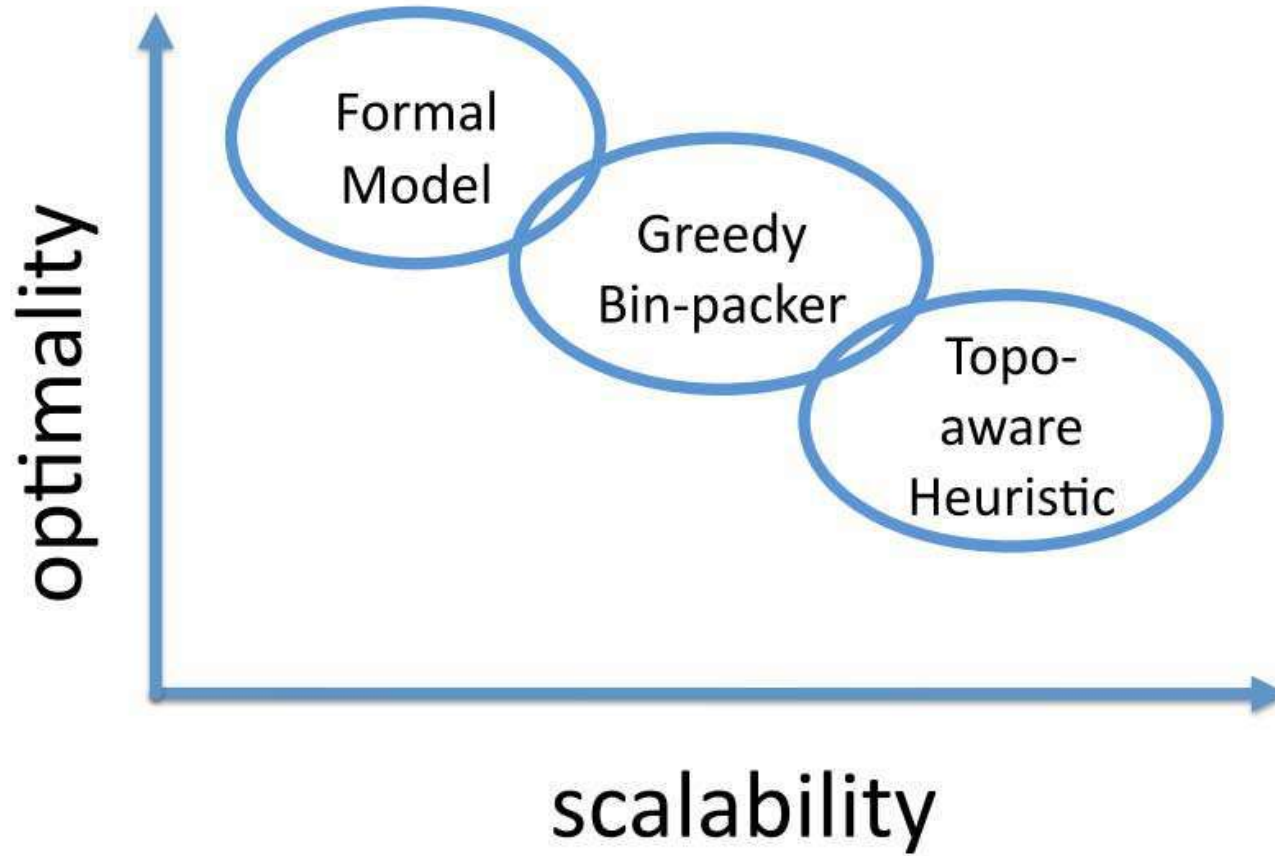 optimality
Formal
Model
Greedy
Bin-packer
Topo-
aware
Heuristic
scalability